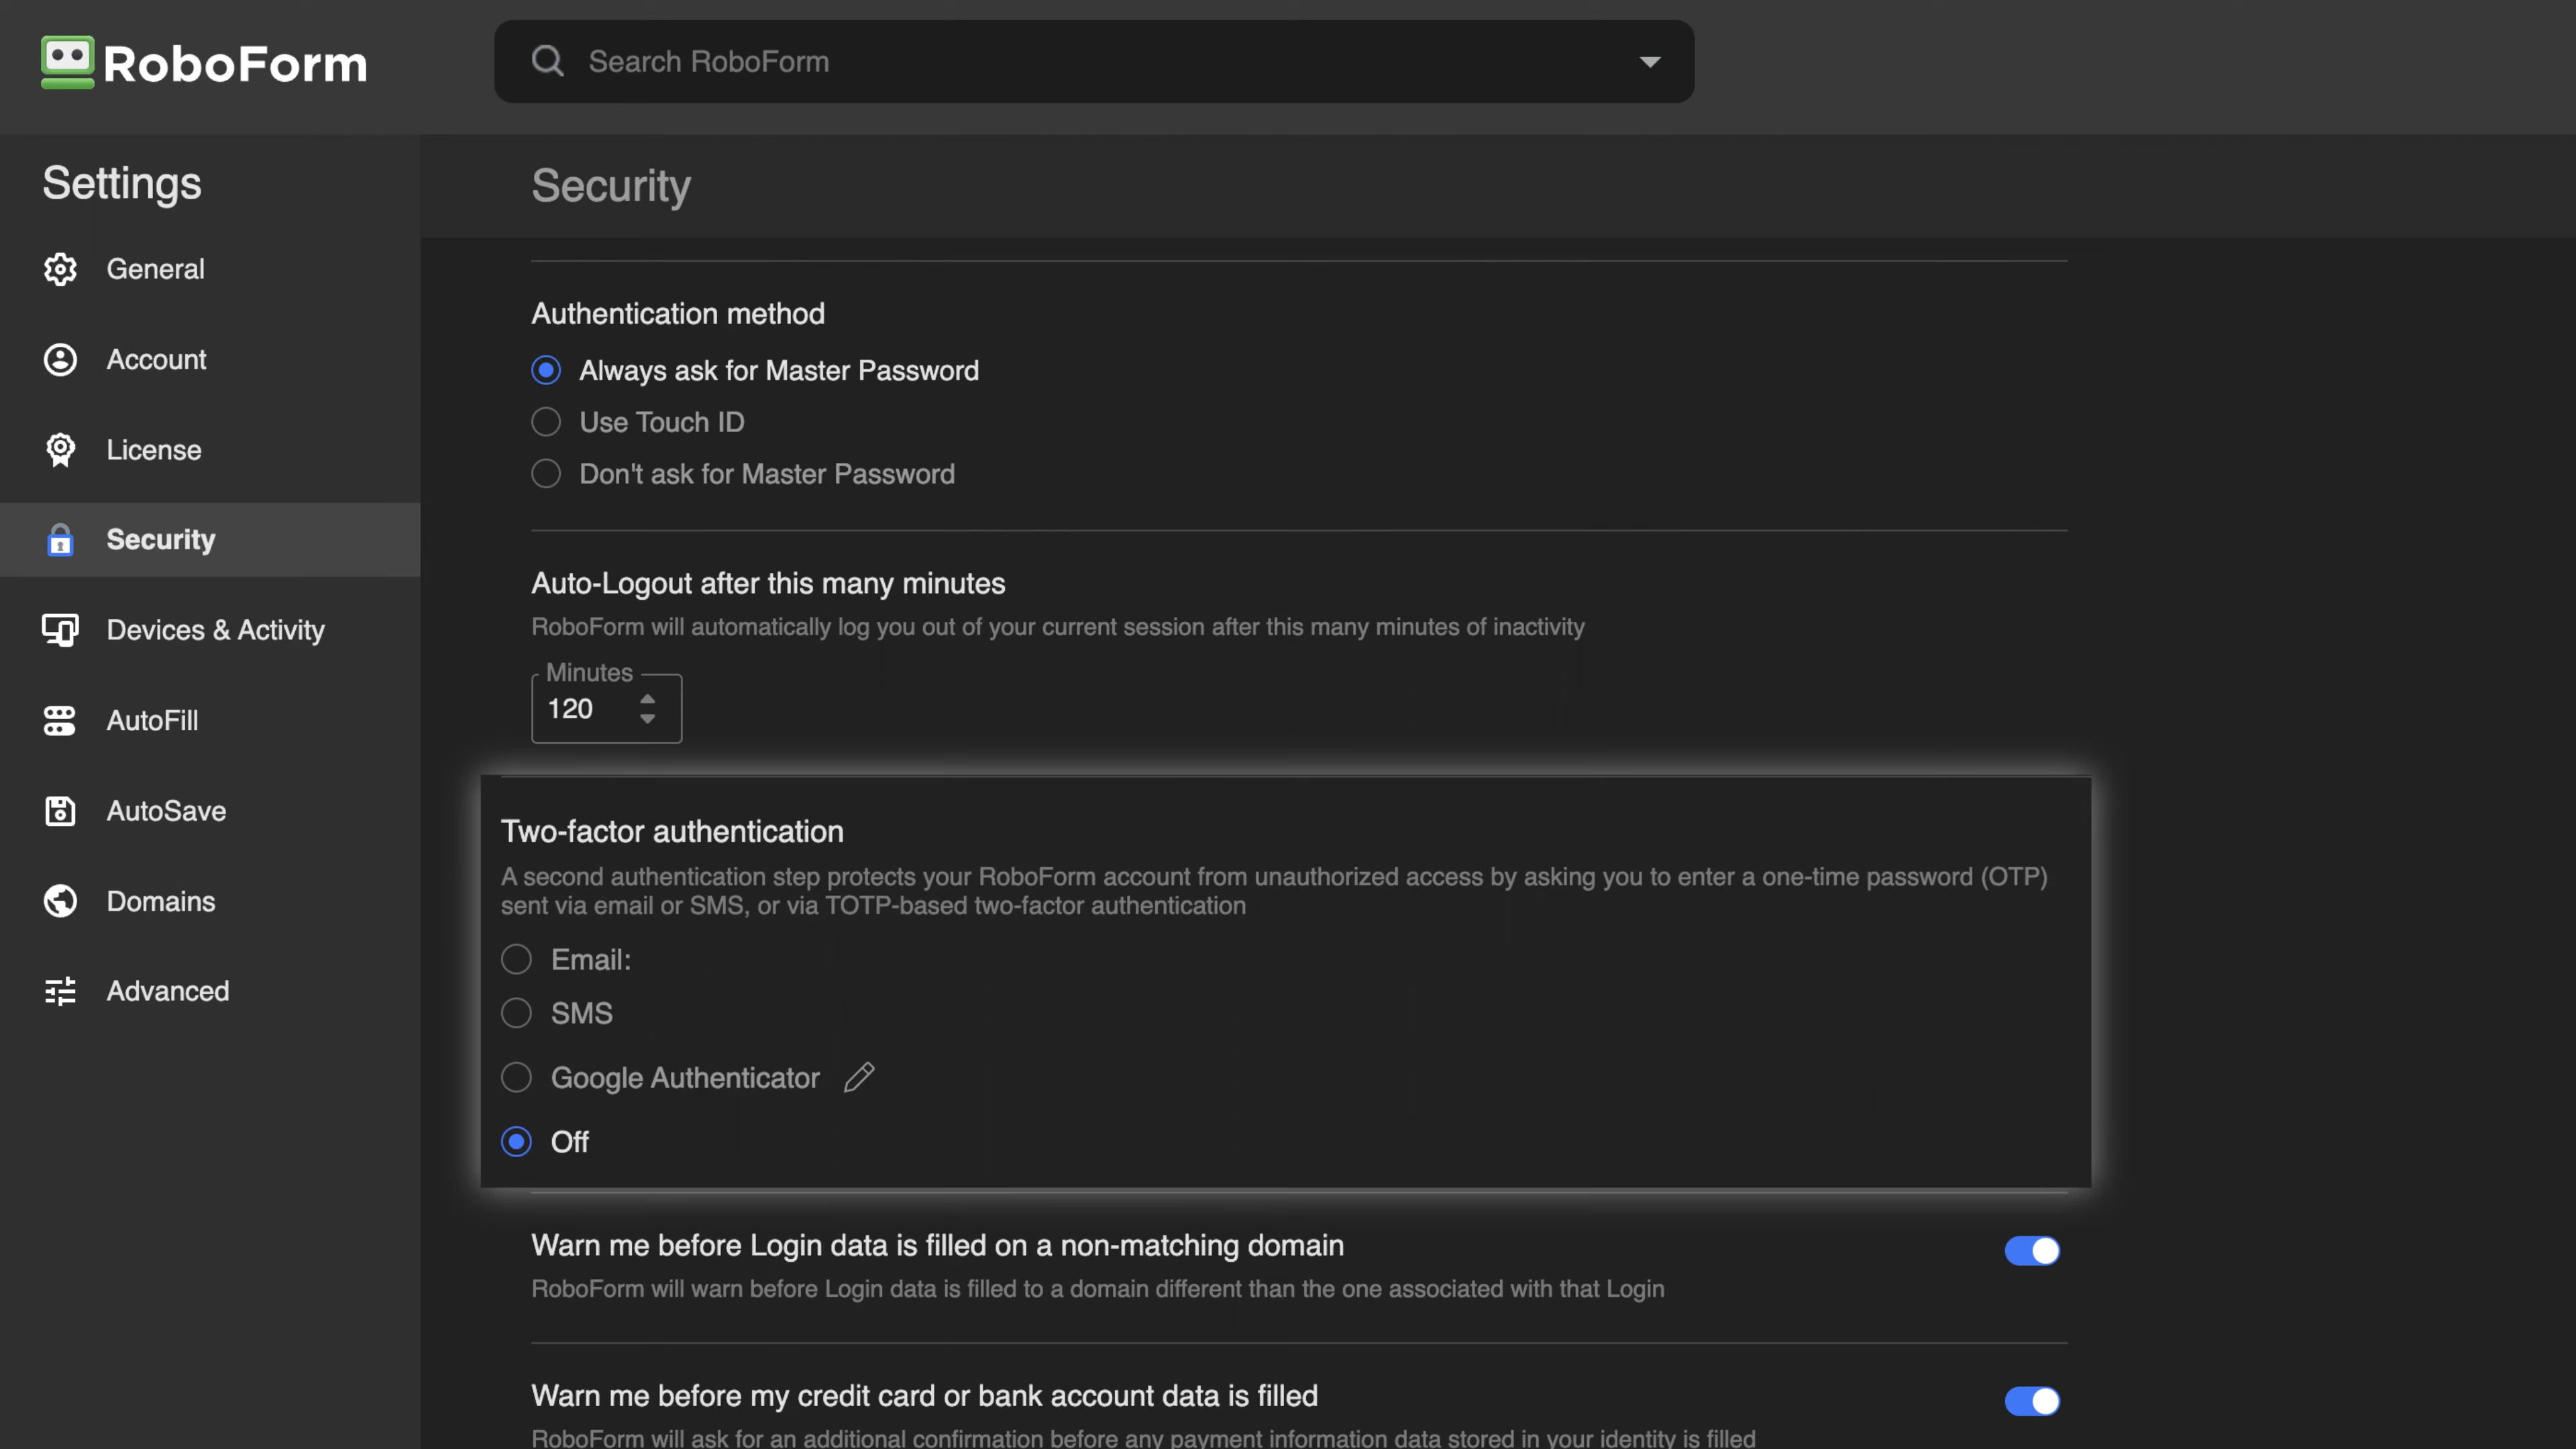 RoboForm
Search RoboForm
Settings
General
Account
License
Security
Devices & Activity
AutoFill
AutoSave
Domains
Advanced
Security
Authentication method
Always ask for Master Password
Use Touch ID
Don't ask for Master Password
Auto-Logout after this many minutes
RoboForm will automatically log you out of your current session after this many minutes of inactivity
Minutes
120
Two-factor authentication
A second authentication step protects your RoboForm account from unauthorized access by asking you to enter a one-time password (OTP)
sent via email or SMS, or via TOTP-based two-factor authentication
Email:
SMS
Google Authenticator
Off
Warn me before Login data is filled on a non-matching domain
RoboForm will warn before Login data is filled to a domain different than the one associated with that Login
Warn me before my credit card or bank account data is filled
RoboForm will ask for an additional confirmation before any payment information data stored in your identity is filled